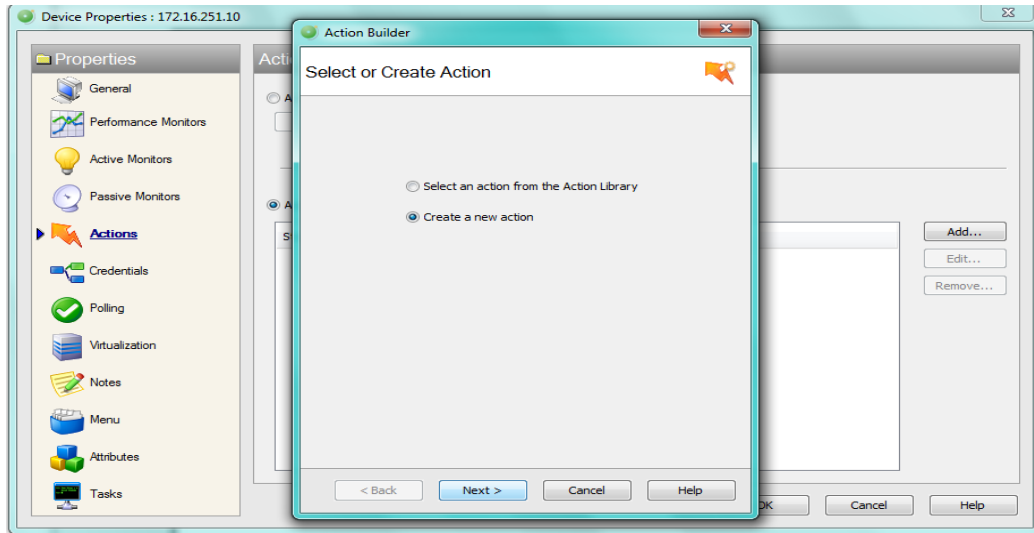 Device Properties : 172.16.251.10
Action Builder
Properties
Acti
Select or Create Action
General
A
Performance Monitors
Active Monitors
Select an action from the Action Library
Passive Monitors
A
Create a new action
Actions
S
Add...
Edit...
Credentials
Remove...
Polling
Virtualization
Notes
Menu
Attributes
Tasks
< Back
Next >
Cancel
Help
OK
Cancel
Help